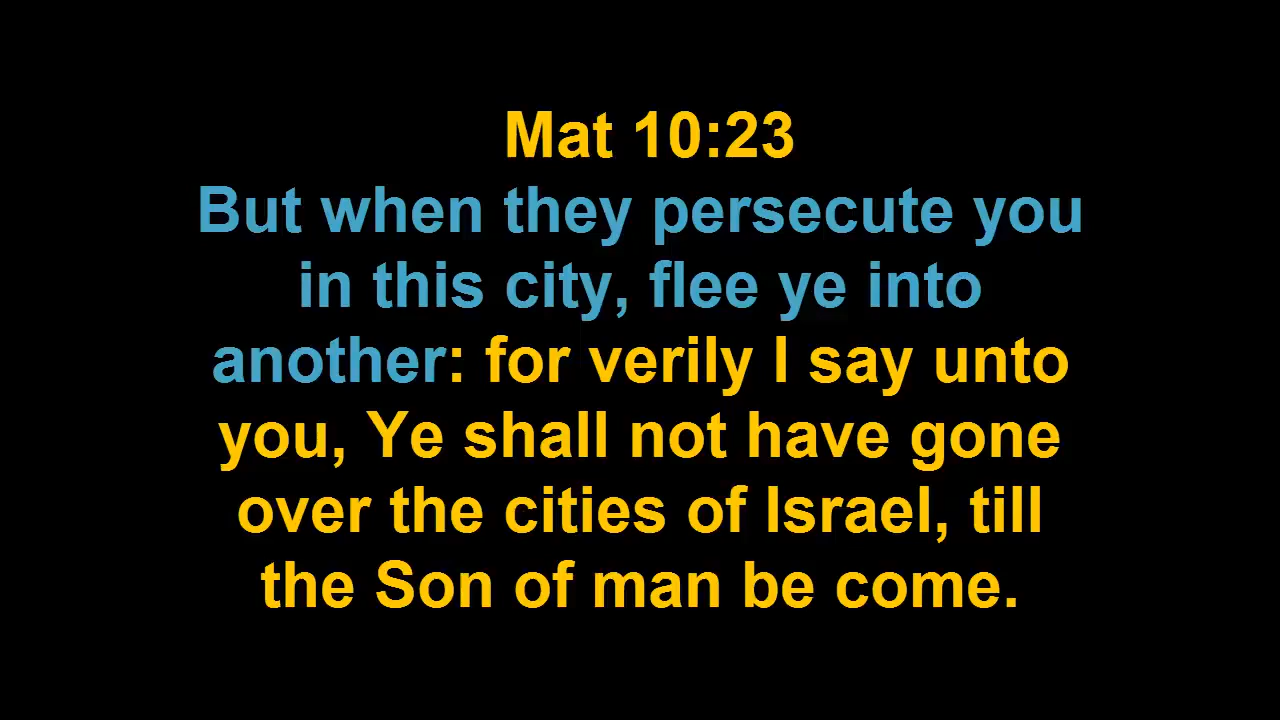 Mat 10:23
But when they persecute you
in this city, flee ye into
another: for verily I say unto
you, Ye shall not have gone
over the cities of Israel, till
the Son of man be come.